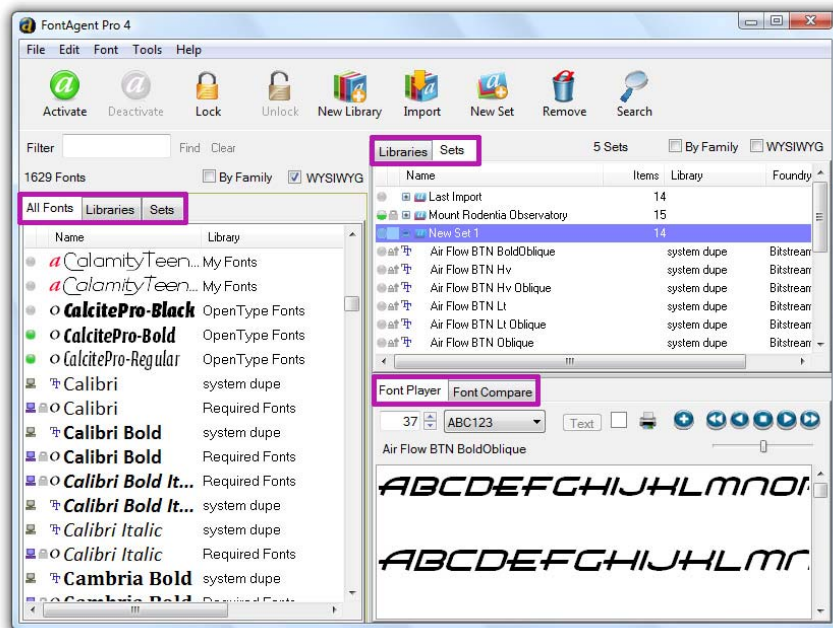 FontAgent Pro 4
File Edit Font Tools Help
Activate Deactivate Lock Unlock New Library Import New Set Remove Search
Filter Find Clear
1629 Fonts By Family WYSIWYG
All Fonts Libraries Sets
Name Library
a CalamityTeen... My Fonts
a CalamityTeen... My Fonts
O CalcitePro-Black OpenType Fonts
O CalcitePro-Bold OpenType Fonts
O CalcitePro-Regular OpenType Fonts
Calibri system dupe
O Calibri Required Fonts
Calibri Bold system dupe
O Calibri Bold Required Fonts
O Calibri Bold It... Required Fonts
Calibri Bold It... system dupe
Calibri Italic system dupe
O Calibri Italic Required Fonts
Cambria Bold system dupe
O Cambria Bold Required Fonts
Libraries Sets 5 Sets By Family WYSIWYG
Name Items Library Foundry
Last Import 14
Mount Rodentia Observatory 15
New Set 1 14
Air Flow BTN BoldOblique system dupe Bitstream
Air Flow BTN Hv system dupe Bitstream
Air Flow BTN Hv Oblique system dupe Bitstream
Air Flow BTN Lt system dupe Bitstream
Air Flow BTN Lt Oblique system dupe Bitstream
Air Flow BTN Oblique system dupe Bitstream
Font Player Font Compare
37 ABC123 Text
Air Flow BTN BoldOblique
ABCDEFGHIJKLMNOP
ABCDEFGHIJKLMN